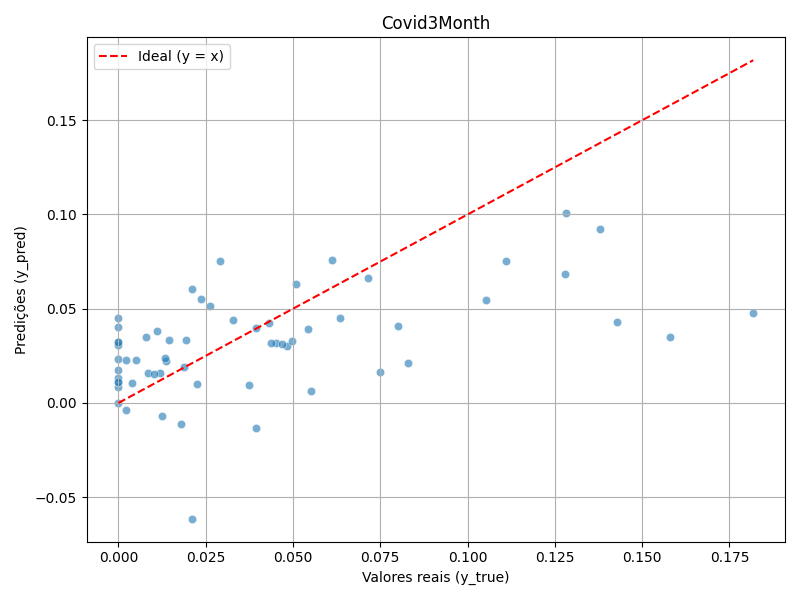 Covid3Month
Ideal (y = x)
0.15
0.10
0.05
0.00
−0.05
Predições (y_pred)
0.000 0.025 0.050 0.075 0.100 0.125 0.150 0.175
Valores reais (y_true)